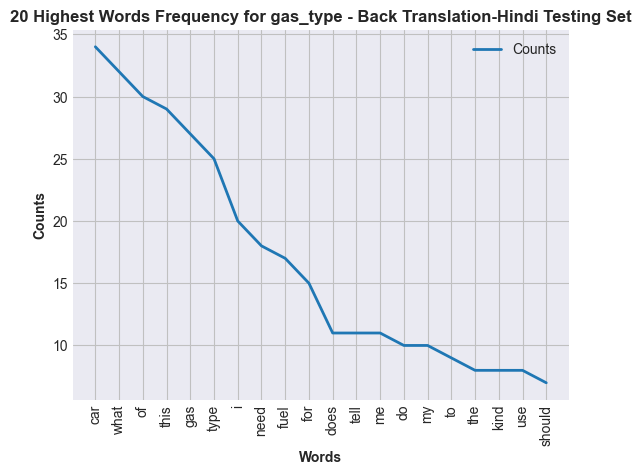 20 Highest Words Frequency for gas_type - Back Translation-Hindi Testing Set
Counts
35
30
25
20
15
10
Counts
car
what
of
this
gas
type
i
need
fuel
for
does
tell
me
do
my
to
the
kind
use
should
Words